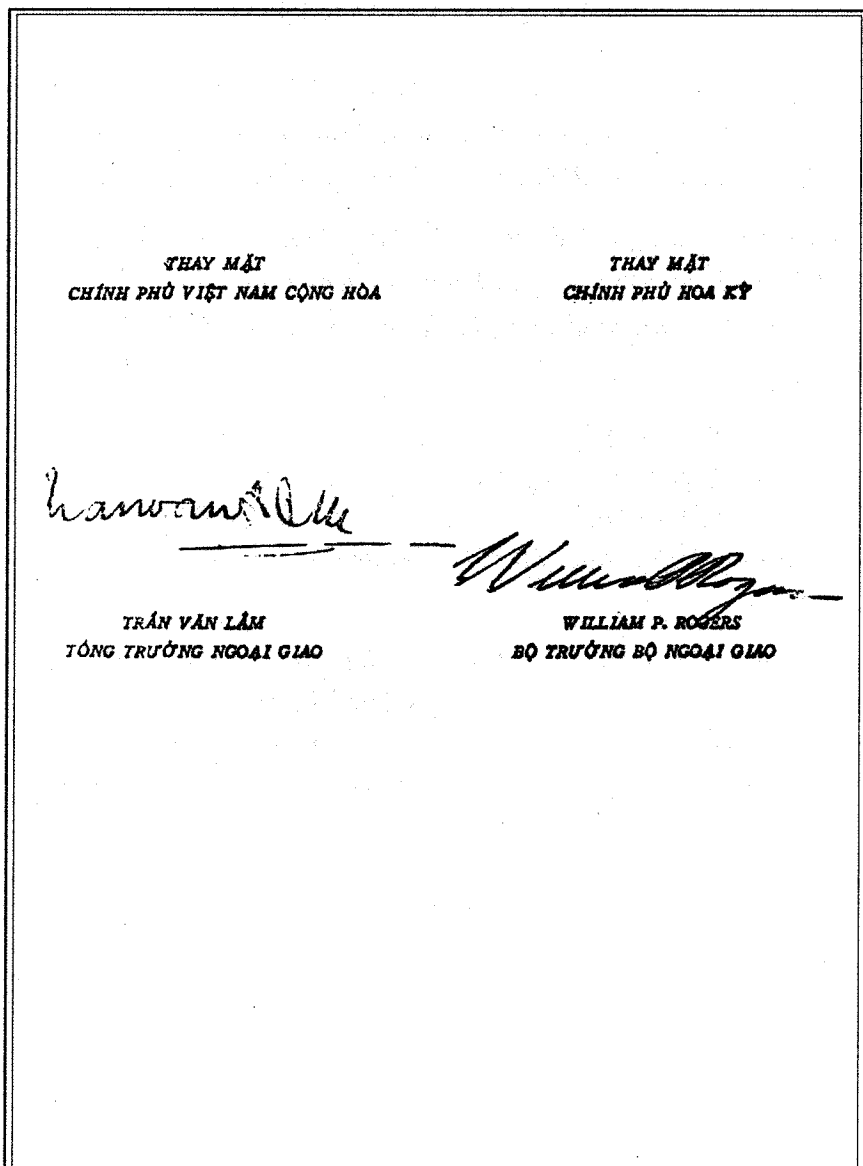 THAY MẶT
CHÍNH PHỦ VIỆT NAM CỘNG HÒA
THAY MẶT
CHÍNH PHỦ HOA KỲ
TRẦN VĂN LẮM
TỔNG TRƯỞNG NGOẠI GIAO
WILLIAM P. ROGERS
BỘ TRƯỞNG BỘ NGOẠI GIAO